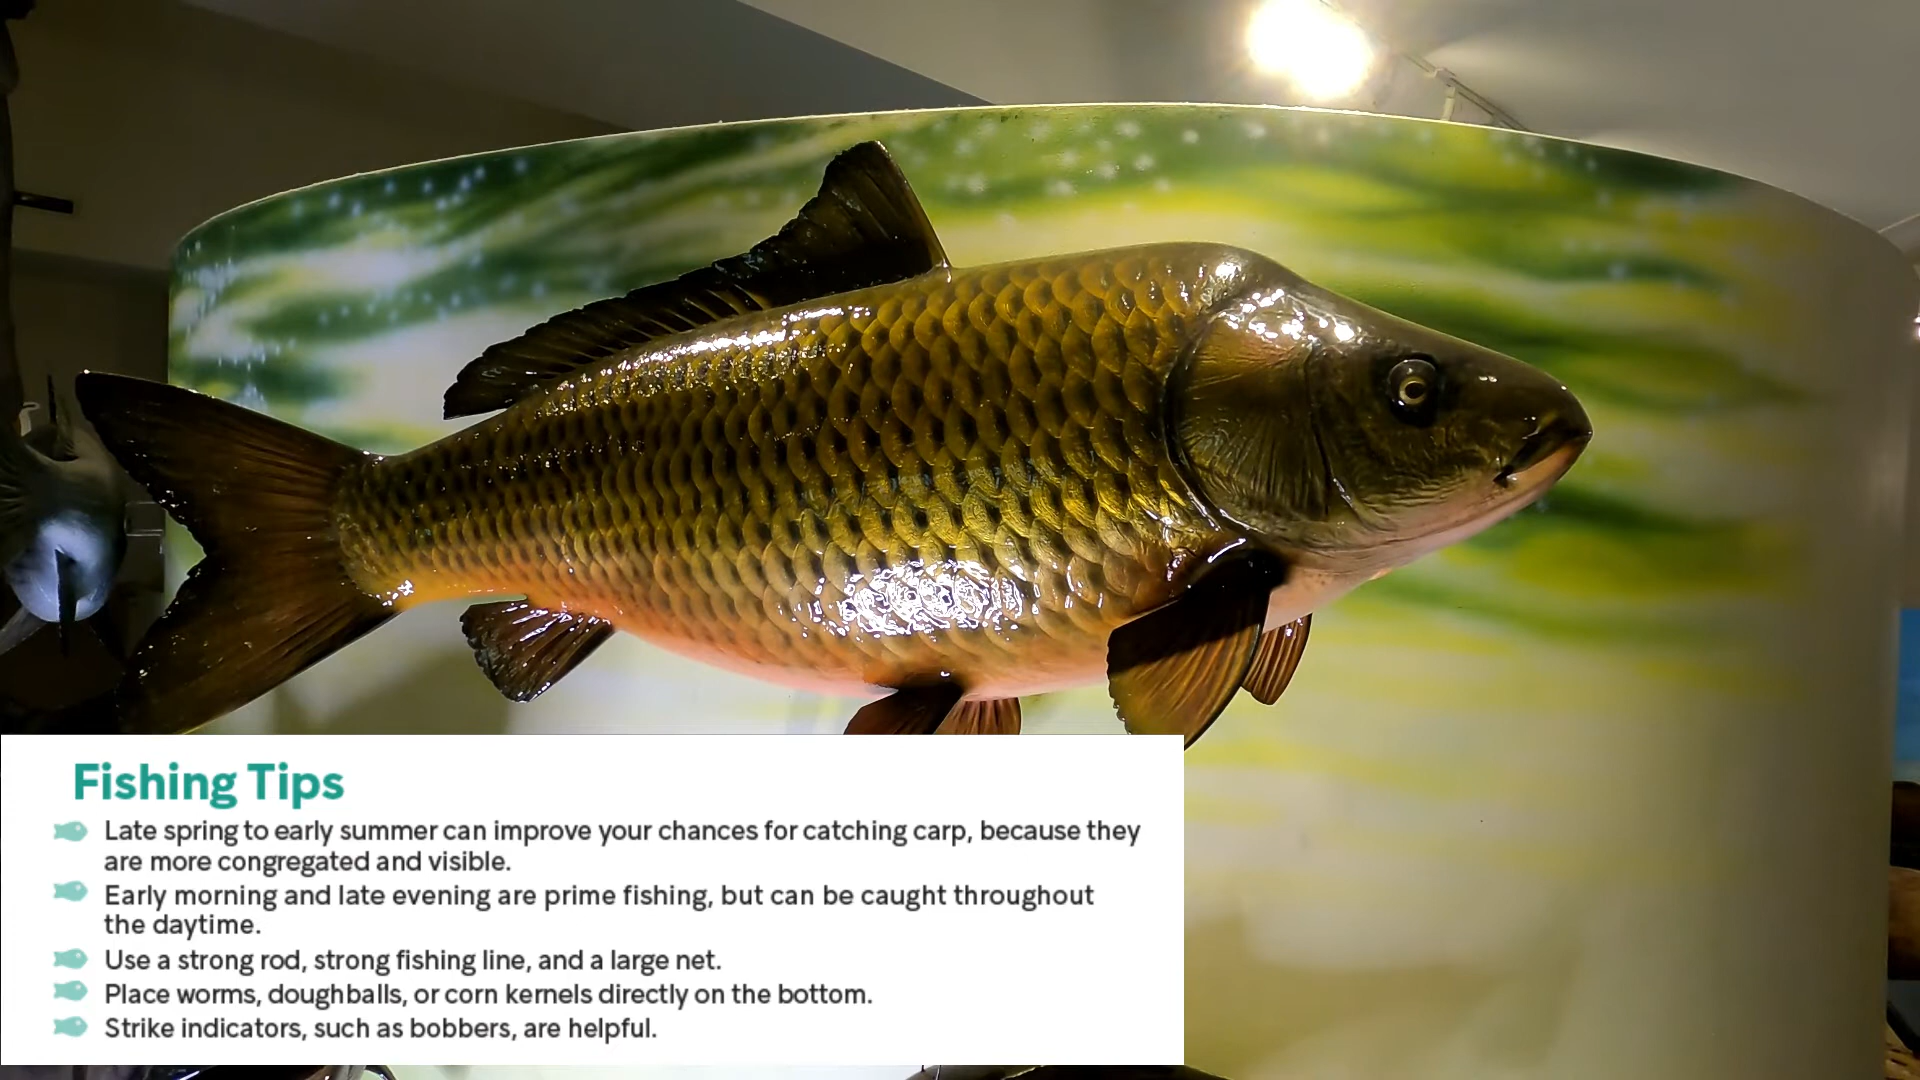 Fishing Tips
Late spring to early summer can improve your chances for catching carp, because they
are more congregated and visible.
Early morning and late evening are prime fishing, but can be caught throughout
the daytime.
Use a strong rod, strong fishing line, and a large net.
Place worms, doughballs, or corn kernels directly on the bottom.
Strike indicators, such as bobbers, are helpful.